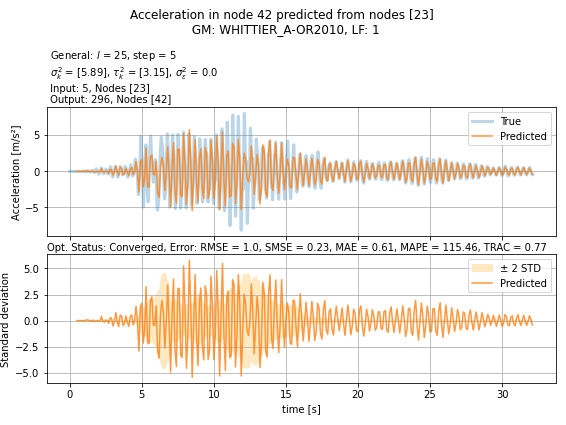 Acceleration in node 42 predicted from nodes [23]
GM: WHITTIER_A-OR2010, LF: 1
General: l = 25, step = 5
σ²ₖ = [5.89], τ²ₖ = [3.15], σ²ε = 0.0
Input: 5, Nodes [23]
Output: 296, Nodes [42]
True
Predicted
Acceleration [m/s²]
5
0
−5
Opt. Status: Converged, Error: RMSE = 1.0, SMSE = 0.23, MAE = 0.61, MAPE = 115.46, TRAC = 0.77
± 2 STD
Predicted
Standard deviation
5.0
2.5
0.0
−2.5
−5.0
0 5 10 15 20 25 30
time [s]